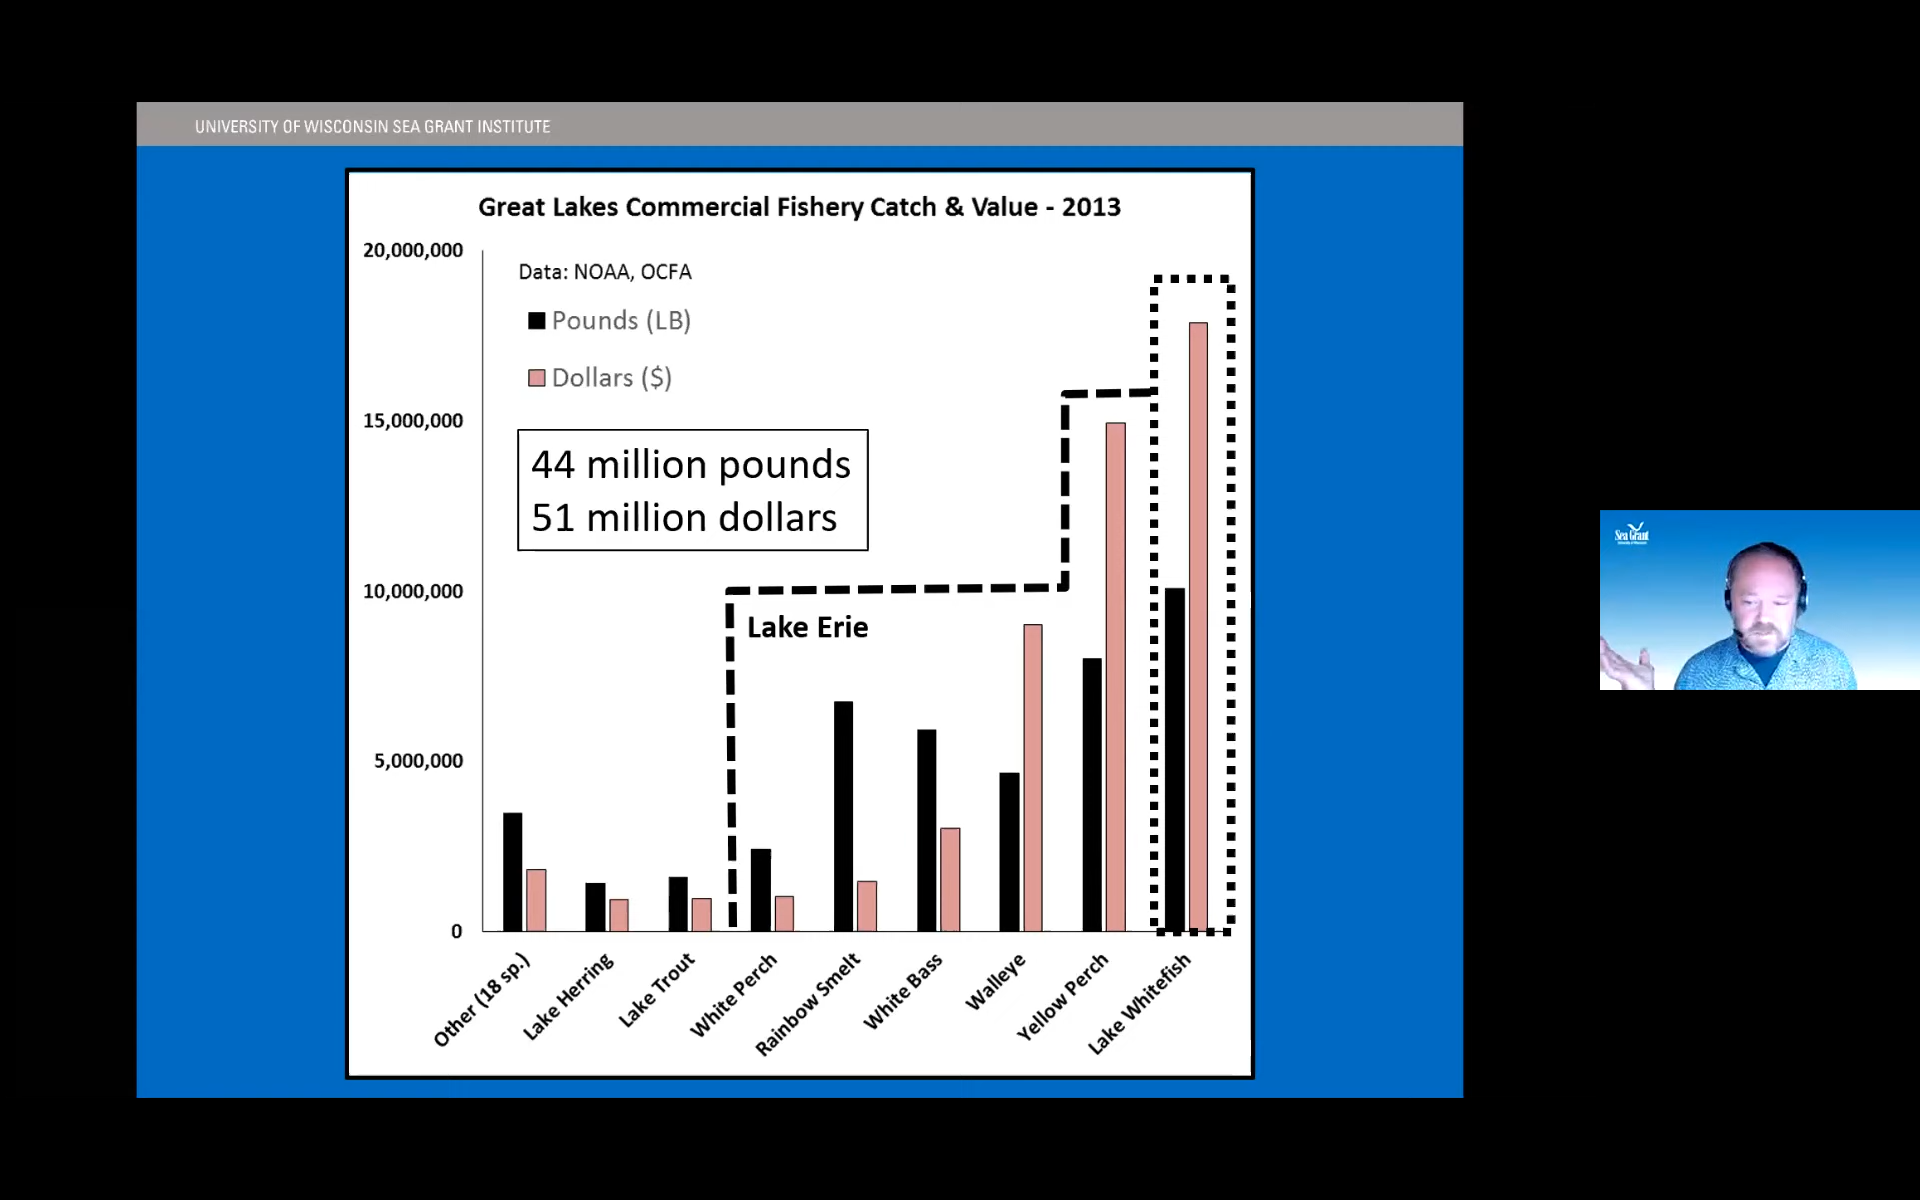 UNIVERSITY OF WISCONSIN SEA GRANT INSTITUTE
Great Lakes Commercial Fishery Catch & Value - 2013
20,000,000
15,000,000
10,000,000
5,000,000
0
Data: NOAA, OCFA
Pounds (LB)
Dollars ($)
44 million pounds
51 million dollars
Lake Erie
Other (18 sp.)
Lake Herring
Lake Trout
White Perch
Rainbow Smelt
White Bass
Walleye
Yellow Perch
Lake Whitefish
Sea Grant